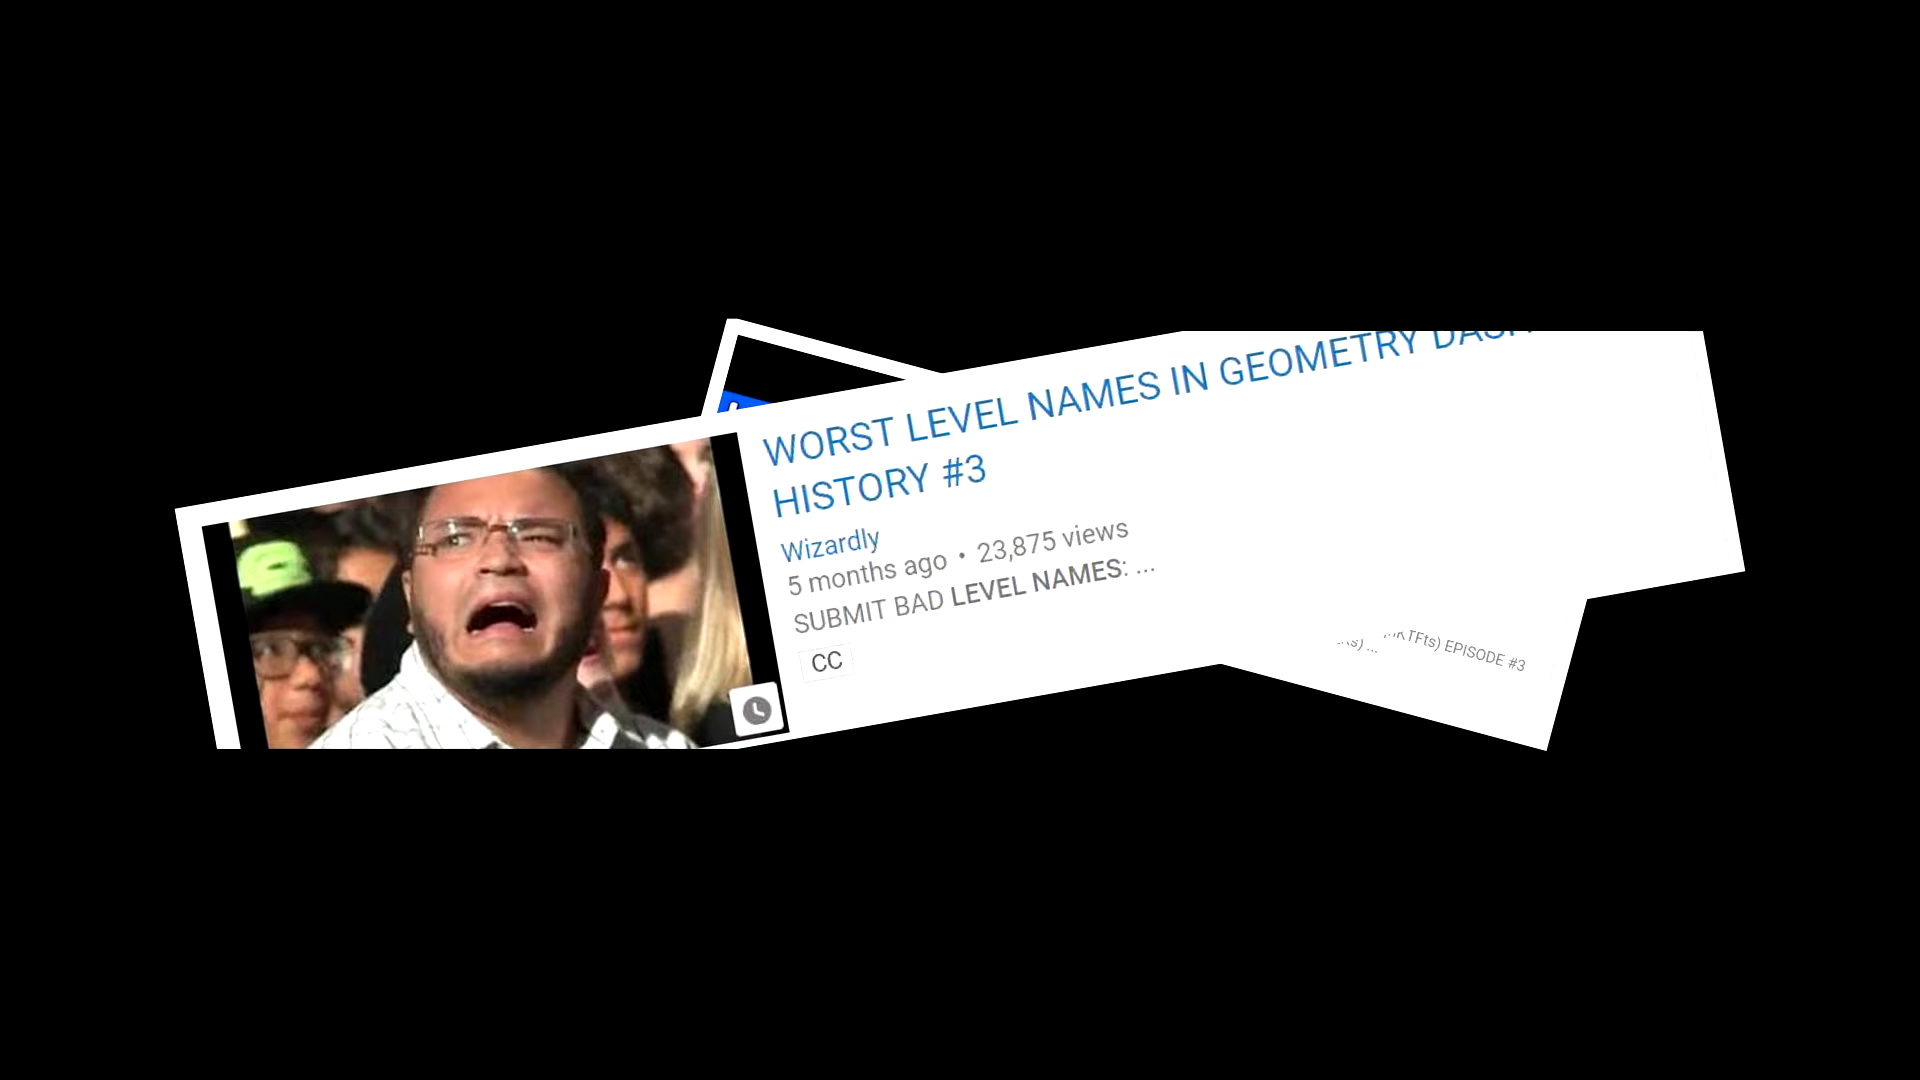 WORST LEVEL NAMES IN GEOMETRY DASH
HISTORY #3
Wizardly
5 months ago • 23,875 views
SUBMIT BAD LEVEL NAMES: ...
CC
EPISODE #3